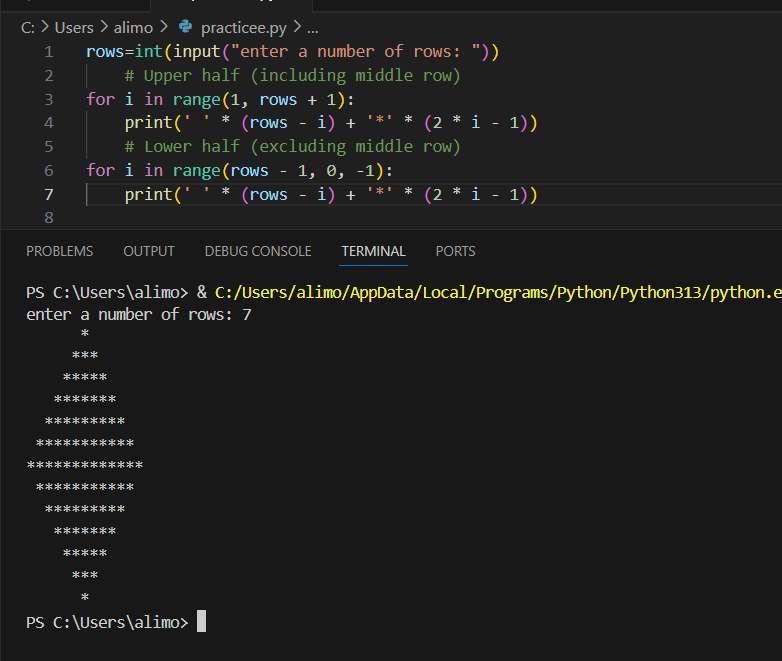 C: > Users > alimo > practicee.py > ...
1 rows=int(input("enter a number of rows: "))
2     # Upper half (including middle row)
3 for i in range(1, rows + 1):
4     print(' ' * (rows - i) + '*' * (2 * i - 1))
5     # Lower half (excluding middle row)
6 for i in range(rows - 1, 0, -1):
7     print(' ' * (rows - i) + '*' * (2 * i - 1))
8
PROBLEMS OUTPUT DEBUG CONSOLE TERMINAL PORTS
PS C:\Users\alimo> & C:/Users/alimo/AppData/Local/Programs/Python/Python313/python.e
enter a number of rows: 7
      *
     ***
    *****
   *******
  *********
 ***********
*************
 ***********
  *********
   *******
    *****
     ***
      *
PS C:\Users\alimo>